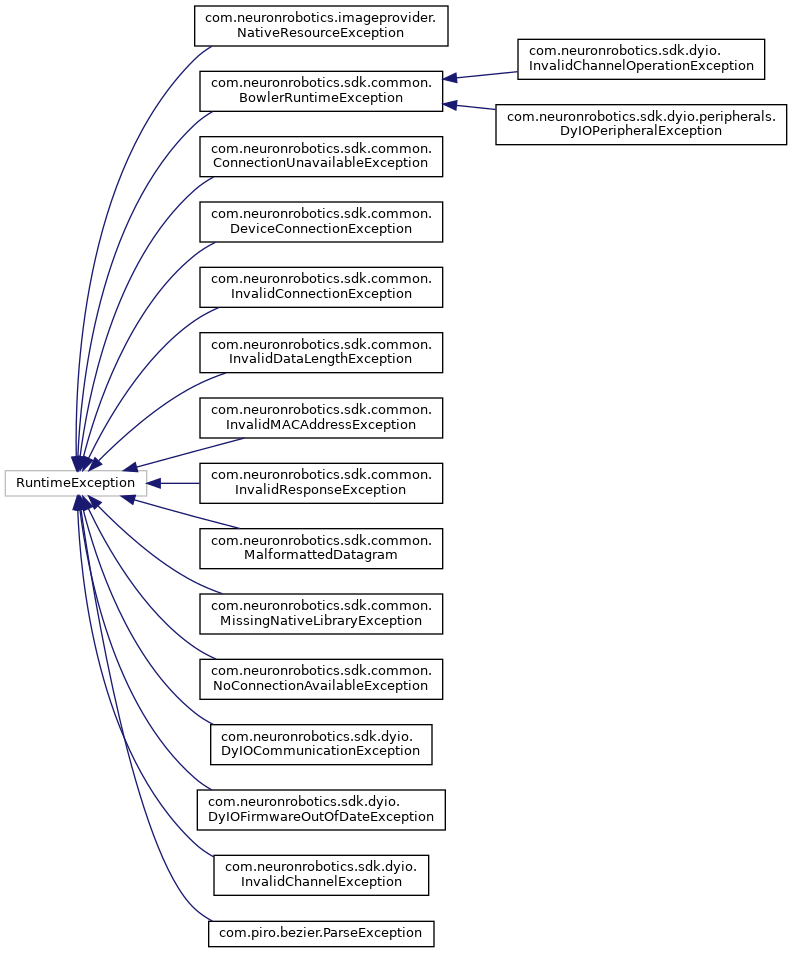 com.neuronrobotics.imageprovider.
NativeResourceException
com.neuronrobotics.sdk.common.
BowlerRuntimeException
com.neuronrobotics.sdk.dyio.
InvalidChannelOperationException
com.neuronrobotics.sdk.dyio.peripherals.
DyIOPeripheralException
com.neuronrobotics.sdk.common.
ConnectionUnavailableException
com.neuronrobotics.sdk.common.
DeviceConnectionException
com.neuronrobotics.sdk.common.
InvalidConnectionException
com.neuronrobotics.sdk.common.
InvalidDataLengthException
com.neuronrobotics.sdk.common.
InvalidMACAddressException
RuntimeException
com.neuronrobotics.sdk.common.
InvalidResponseException
com.neuronrobotics.sdk.common.
MalformattedDatagram
com.neuronrobotics.sdk.common.
MissingNativeLibraryException
com.neuronrobotics.sdk.common.
NoConnectionAvailableException
com.neuronrobotics.sdk.dyio.
DyIOCommunicationException
com.neuronrobotics.sdk.dyio.
DyIOFirmwareOutOfDateException
com.neuronrobotics.sdk.dyio.
InvalidChannelException
com.piro.bezier.ParseException